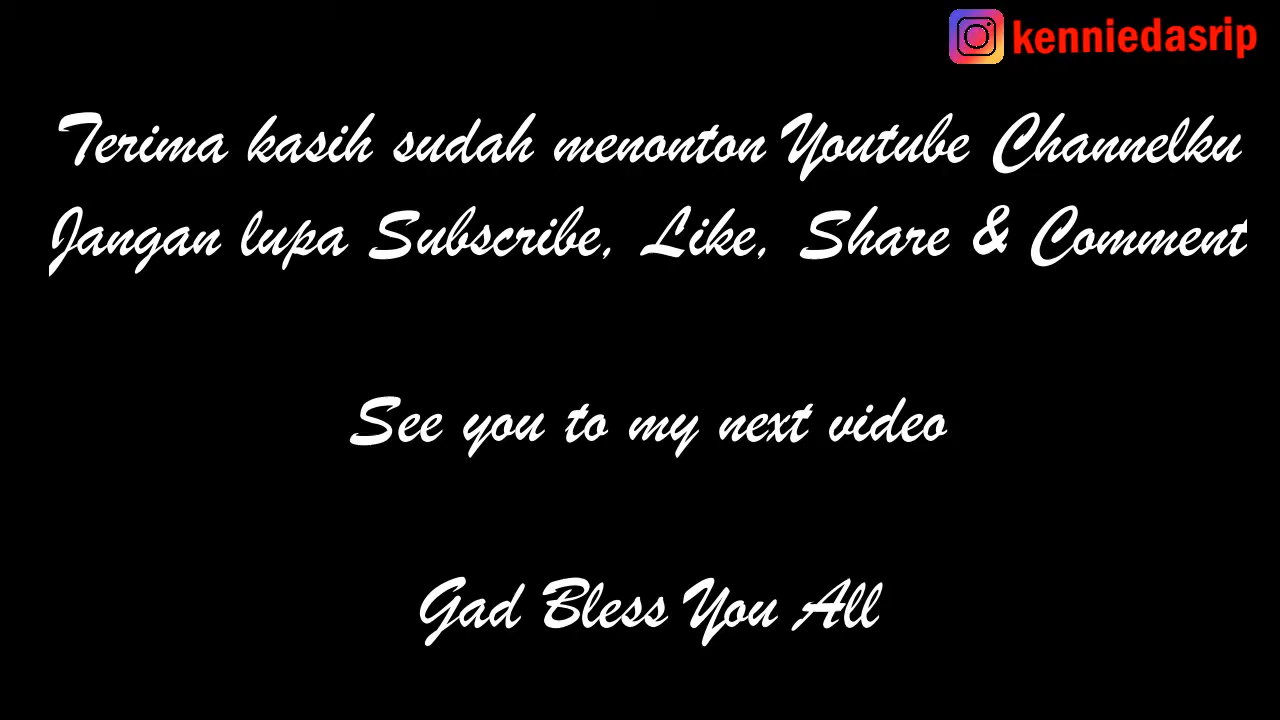 kenniedasrip
Terima kasih sudah menonton Youtube Channelku
Jangan lupa Subscribe, Like, Share & Comment
See you to my next video
Gad Bless You All